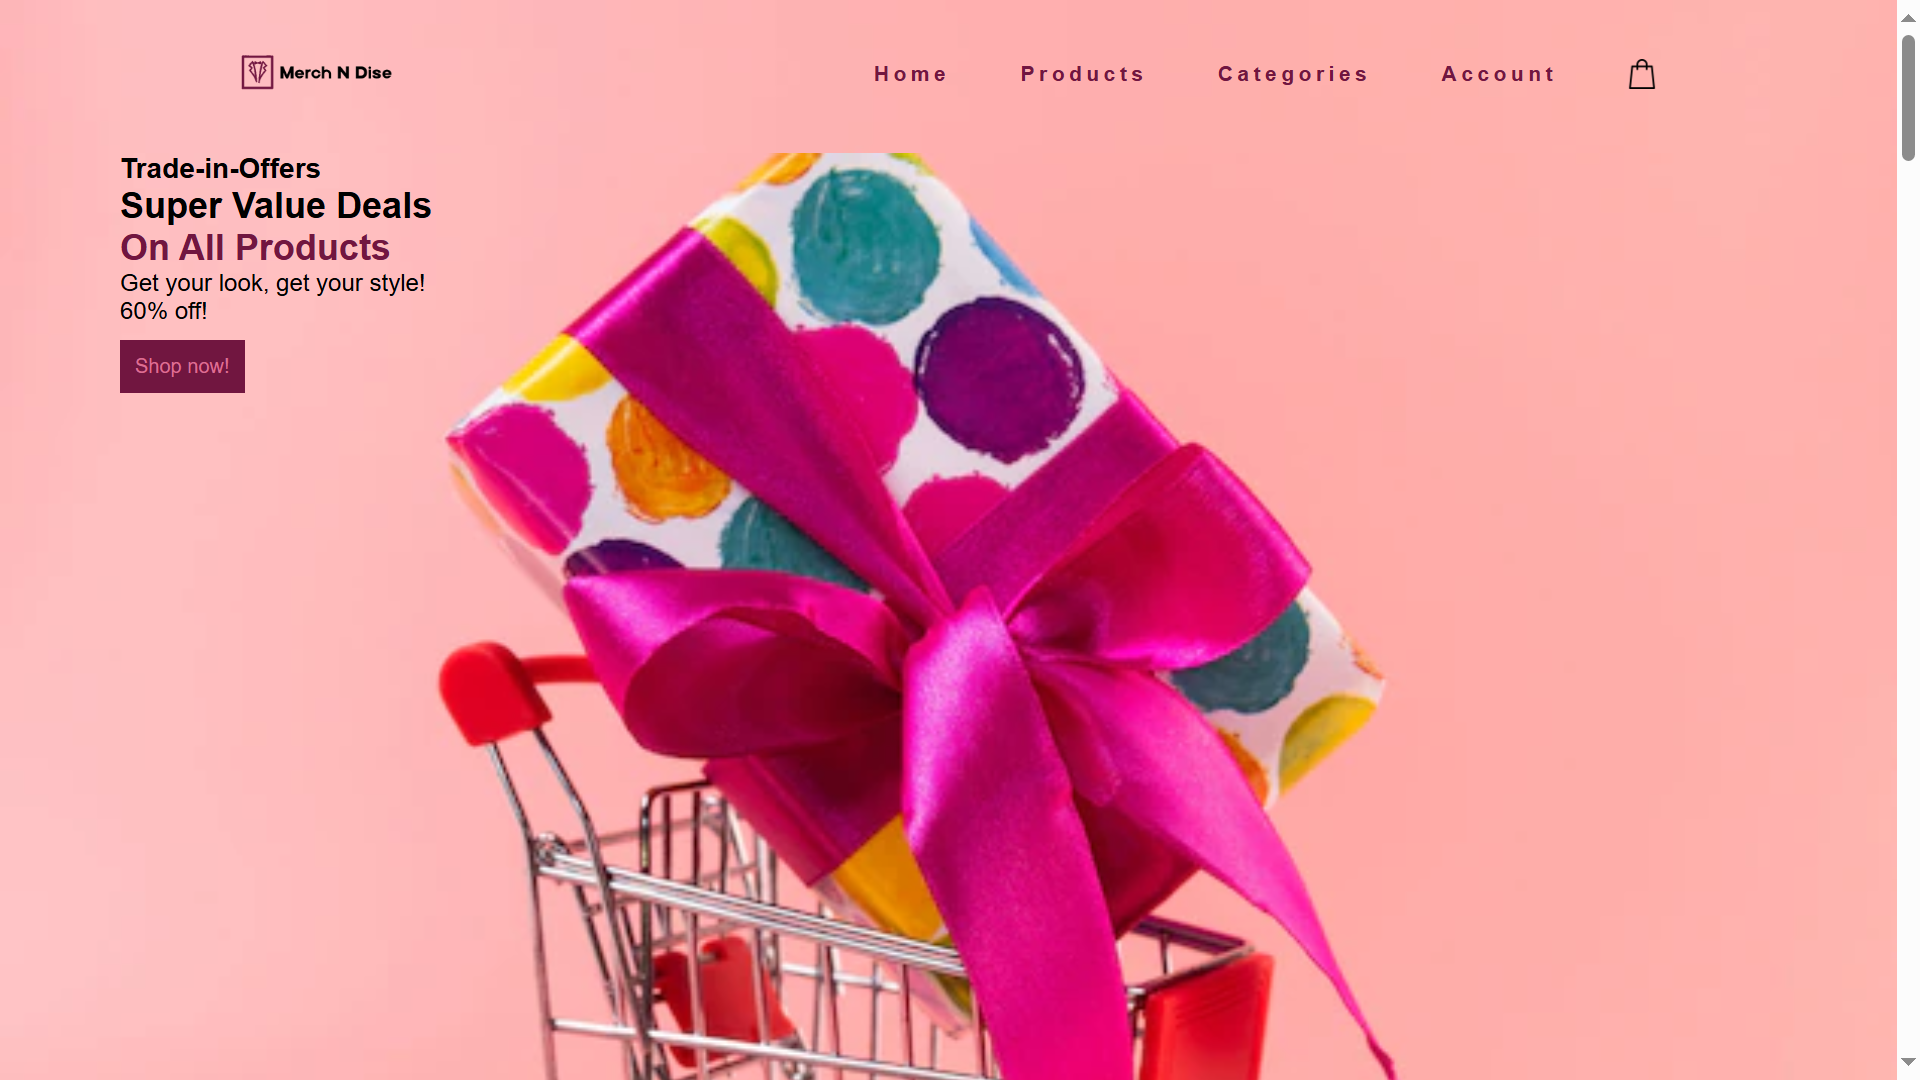 Merch N Dise
Home
Products
Categories
Account
Trade-in-Offers
Super Value Deals
On All Products
Get your look, get your style!
60% off!
Shop now!